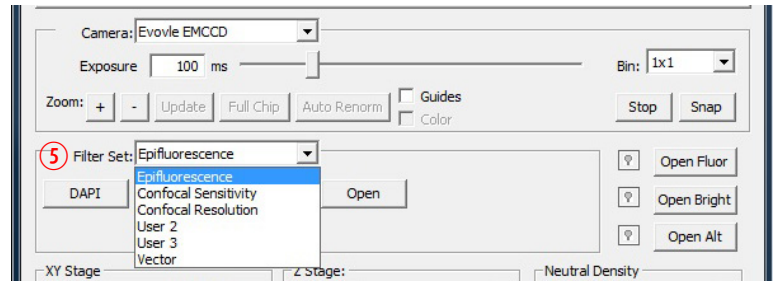 Camera: Evovle EMCCD
Exposure 100 ms Bin: 1x1
Zoom: + - Update Full Chip Auto Renorm Guides Color Stop Snap
5 Filter Set: Epifluorescence Open Fluor
Epifluorescence
DAPI Confocal Sensitivity Open Open Bright
Confocal Resolution
User 2
User 3 Open Alt
Vector
XY Stage Z Stage: Neutral Density